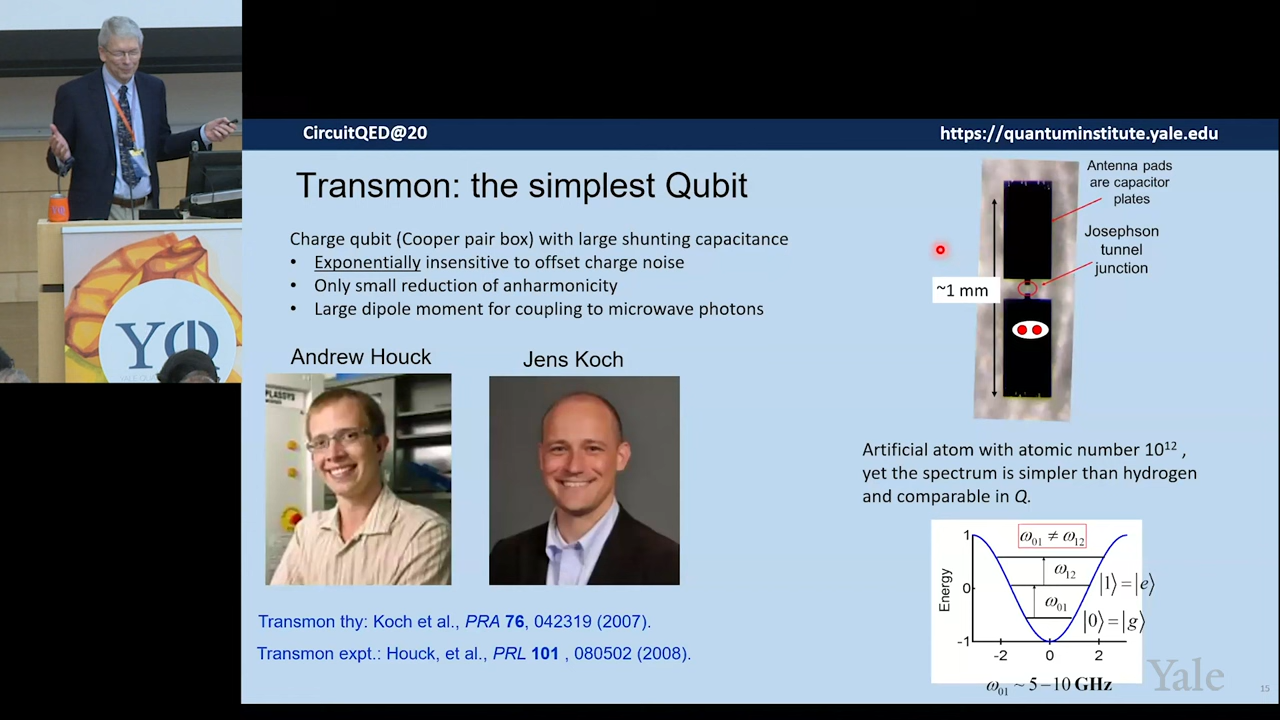 CircuitQED@20
https://quantuminstitute.yale.edu
Transmon: the simplest Qubit
Charge qubit (Cooper pair box) with large shunting capacitance
• Exponentially insensitive to offset charge noise
• Only small reduction of anharmonicity
• Large dipole moment for coupling to microwave photons
Andrew Houck
Jens Koch
PLASSYS
Transmon thy: Koch et al., PRA 76, 042319 (2007).
Transmon expt.: Houck, et al., PRL 101 , 080502 (2008).
Antenna pads
are capacitor
plates
Josephson
tunnel
junction
~1 mm
Artificial atom with atomic number 10¹² ,
yet the spectrum is simpler than hydrogen
and comparable in Q.
ω₀₁ ≠ ω₁₂
ω₁₂
ω₀₁
|1⟩=|e⟩
|0⟩=|g⟩
Energy
1
0
-1
-2 0 2
ω₀₁ ~ 5–10 GHz
Yale
15
YQ